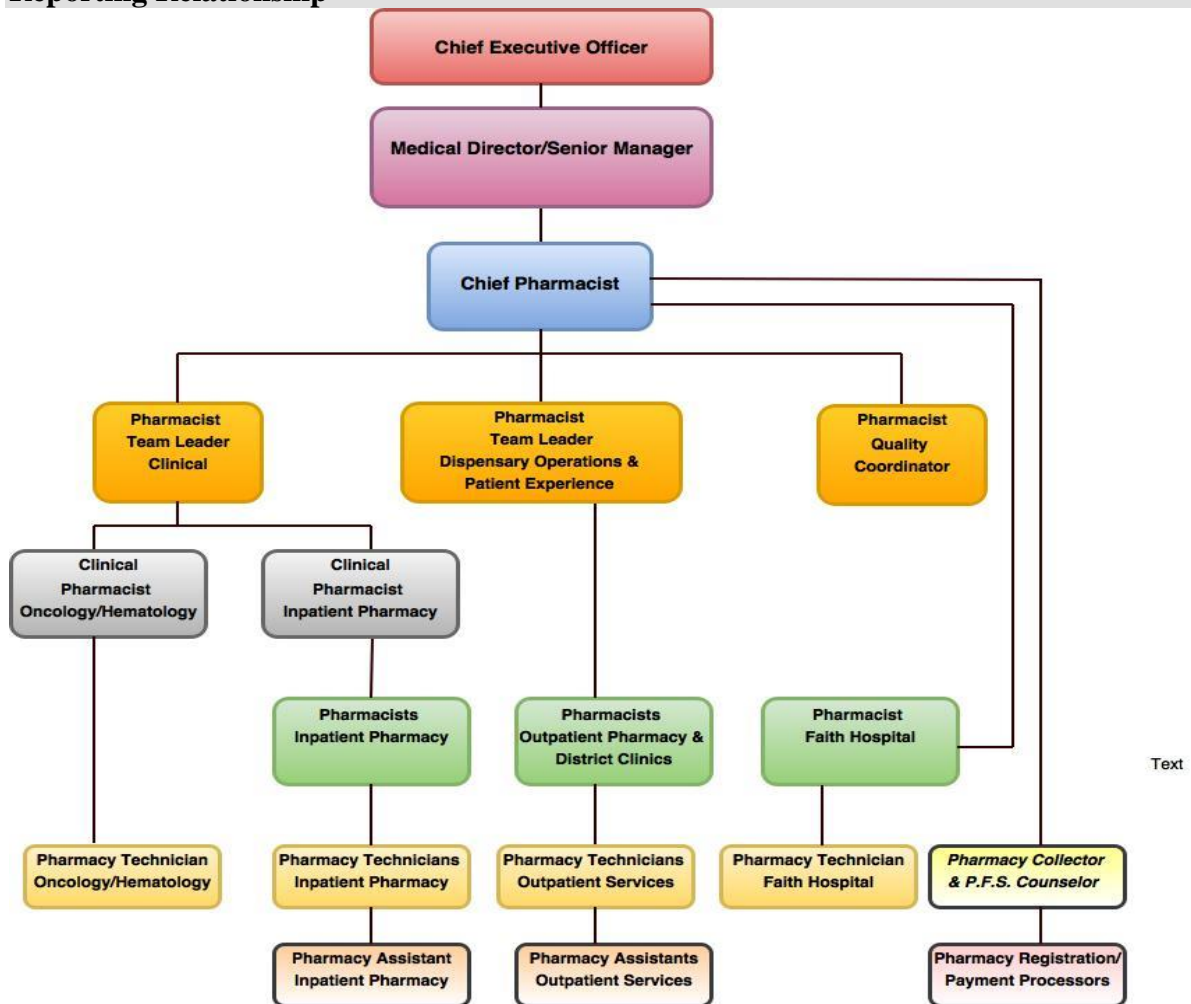 Reporting Relationship
Chief Executive Officer
Medical Director/Senior Manager
Chief Pharmacist
Pharmacist
Team Leader
Clinical
Pharmacist
Team Leader
Dispensary Operations &
Patient Experience
Pharmacist
Quality
Coordinator
Clinical
Pharmacist
Oncology/Hematology
Clinical
Pharmacist
Inpatient Pharmacy
Pharmacists
Inpatient Pharmacy
Pharmacists
Outpatient Pharmacy &
District Clinics
Pharmacist
Faith Hospital
Text
Pharmacy Technician
Oncology/Hematology
Pharmacy Technicians
Inpatient Pharmacy
Pharmacy Technicians
Outpatient Services
Pharmacy Technician
Faith Hospital
Pharmacy Collector
& P.F.S. Counselor
Pharmacy Assistant
Inpatient Pharmacy
Pharmacy Assistants
Outpatient Services
Pharmacy Registration/
Payment Processors